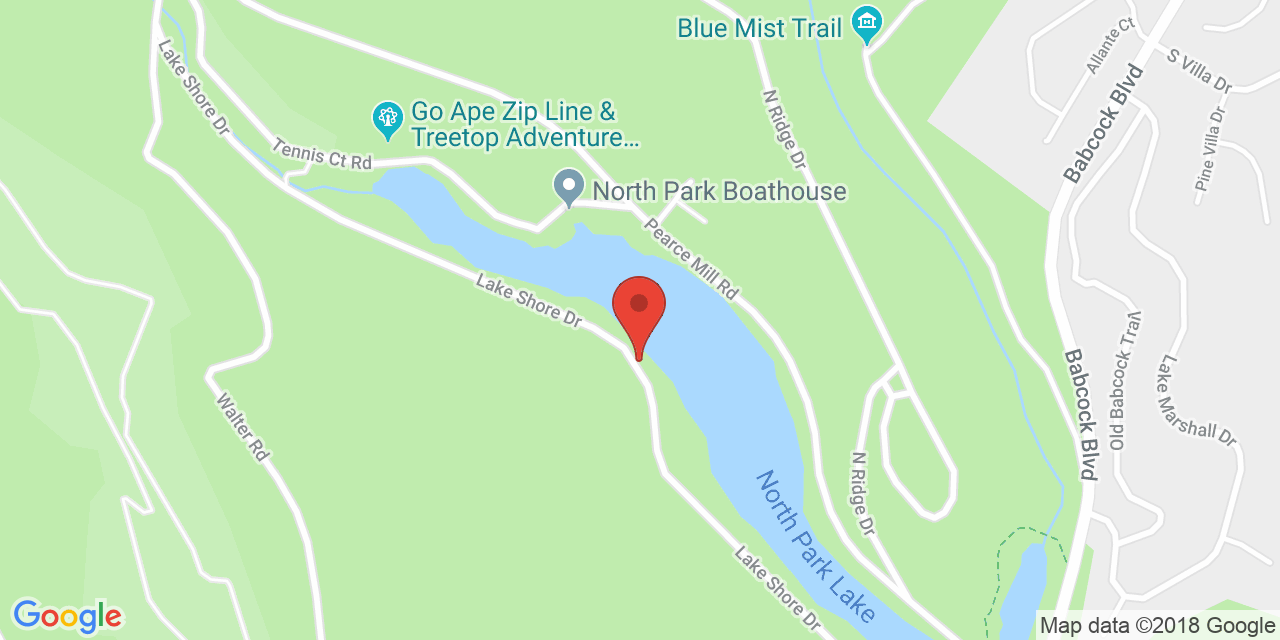 Blue Mist Trail
Allante Ct
S Villa Dr
Lake Shore Dr
Babcock Blvd
Go Ape Zip Line &
Treetop Adventure...
N Ridge Dr
Pine Villa Dr
Tennis Ct Rd
North Park Boathouse
Pearce Mill Rd
Lake Shore Dr
Old Babcock Trail
Babcock Blvd
Lake Marshall Dr
Walter Rd
N Ridge Dr
North Park Lake
Lake Shore Dr
Google
Map data ©2018 Google